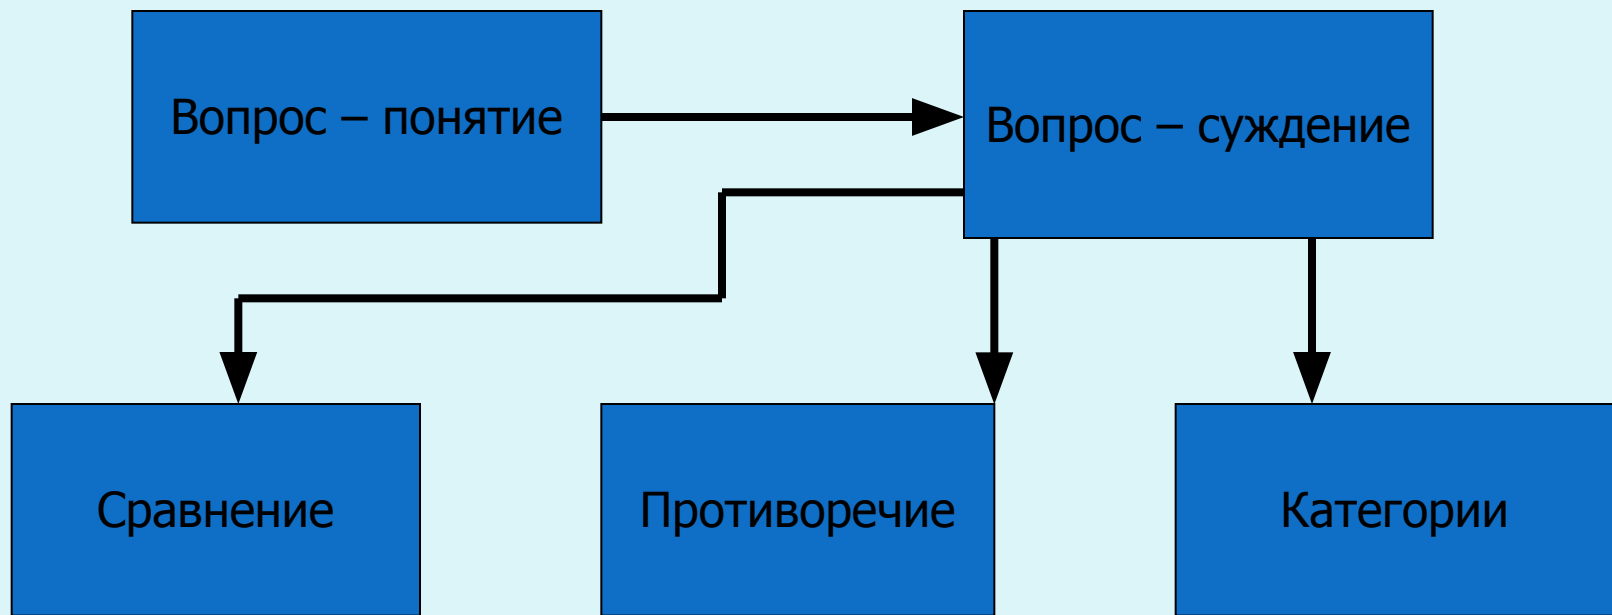 Вопрос – понятие
Вопрос – суждение
Сравнение
Противоречие
Категории